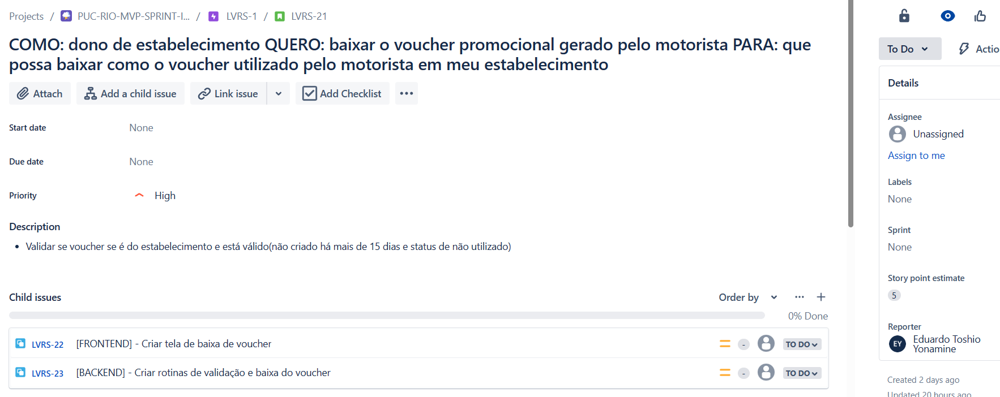 Projects / PUC-RIO-MVP-SPRINT-I... / LVRS-1 / LVRS-21
COMO: dono de estabelecimento QUERO: baixar o voucher promocional gerado pelo motorista PARA: que
possa baixar como o voucher utilizado pelo motorista em meu estabelecimento
Attach
Add a child issue
Link issue
Add Checklist
Start date
None
Due date
None
Priority
High
Description
• Validar se voucher se é do estabelecimento e está válido(não criado há mais de 15 dias e status de não utilizado)
Child issues
Order by
0% Done
LVRS-22 [FRONTEND] - Criar tela de baixa de voucher - TO DO
LVRS-23 [BACKEND] - Criar rotinas de validação e baixa do voucher - TO DO
To Do
Actio
Details
Assignee
Unassigned
Assign to me
Labels
None
Sprint
None
Story point estimate
5
Reporter
EY Eduardo Toshio
Yonamine
Created 2 days ago
Updated 20 hours ago